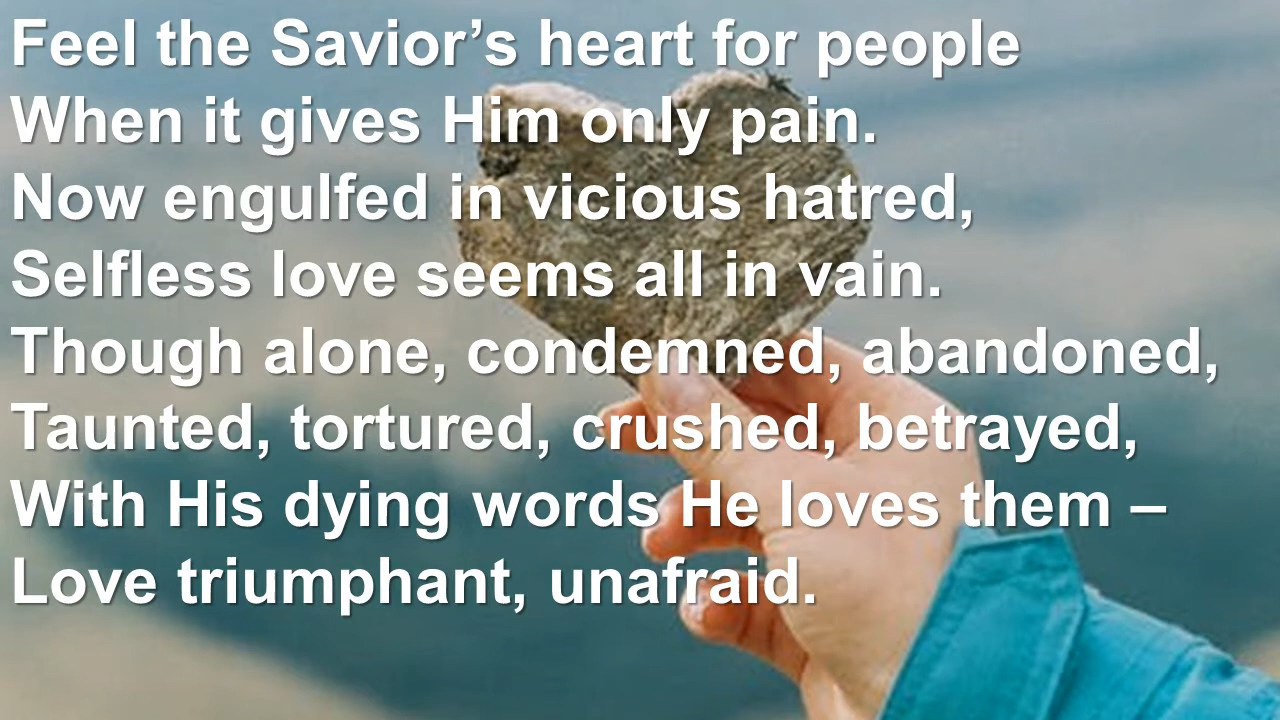 Feel the Savior’s heart for people
When it gives Him only pain.
Now engulfed in vicious hatred,
Selfless love seems all in vain.
Though alone, condemned, abandoned,
Taunted, tortured, crushed, betrayed,
With His dying words He loves them –
Love triumphant, unafraid.